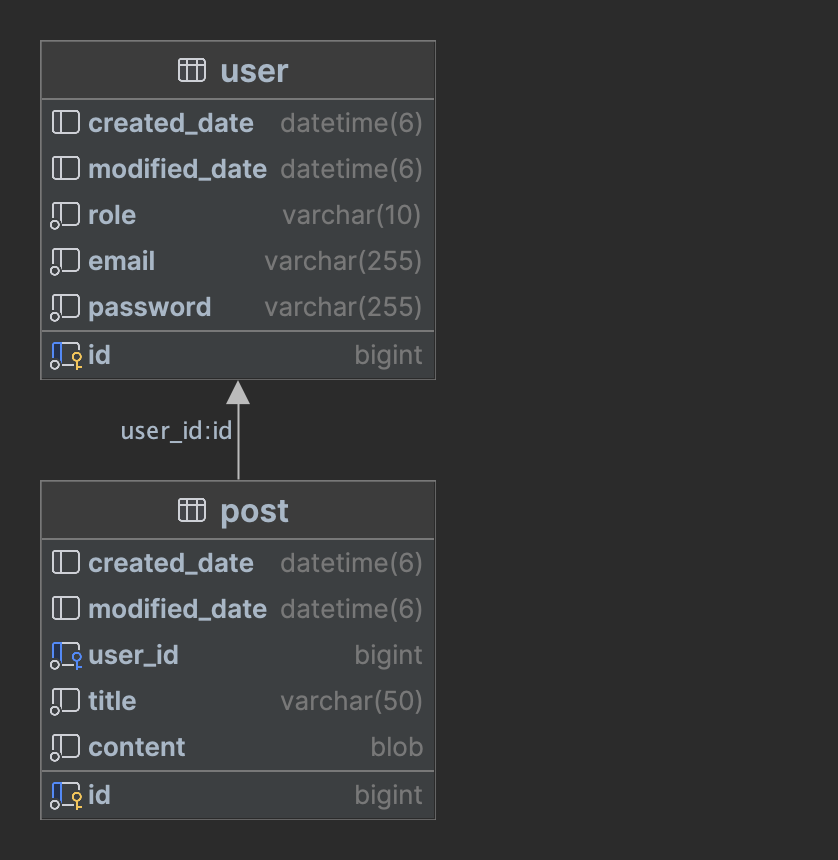 user
created_date datetime(6)
modified_date datetime(6)
role varchar(10)
email varchar(255)
password varchar(255)
id bigint
user_id:id
post
created_date datetime(6)
modified_date datetime(6)
user_id bigint
title varchar(50)
content blob
id bigint